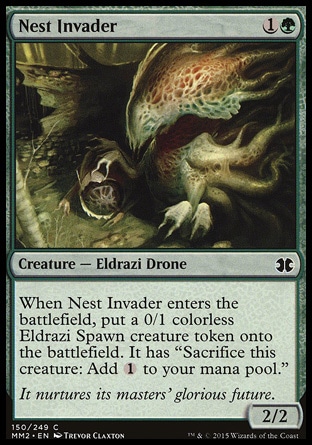 Nest Invader 1
Creature — Eldrazi Drone
When Nest Invader enters the
battlefield, put a 0/1 colorless
Eldrazi Spawn creature token onto
the battlefield. It has “Sacrifice this
creature: Add 1 to your mana pool.”
It nurtures its masters’ glorious future.
2/2
150/249 C
MM2 • EN Trevor Claxton ™ & © 2015 Wizards of the Coast